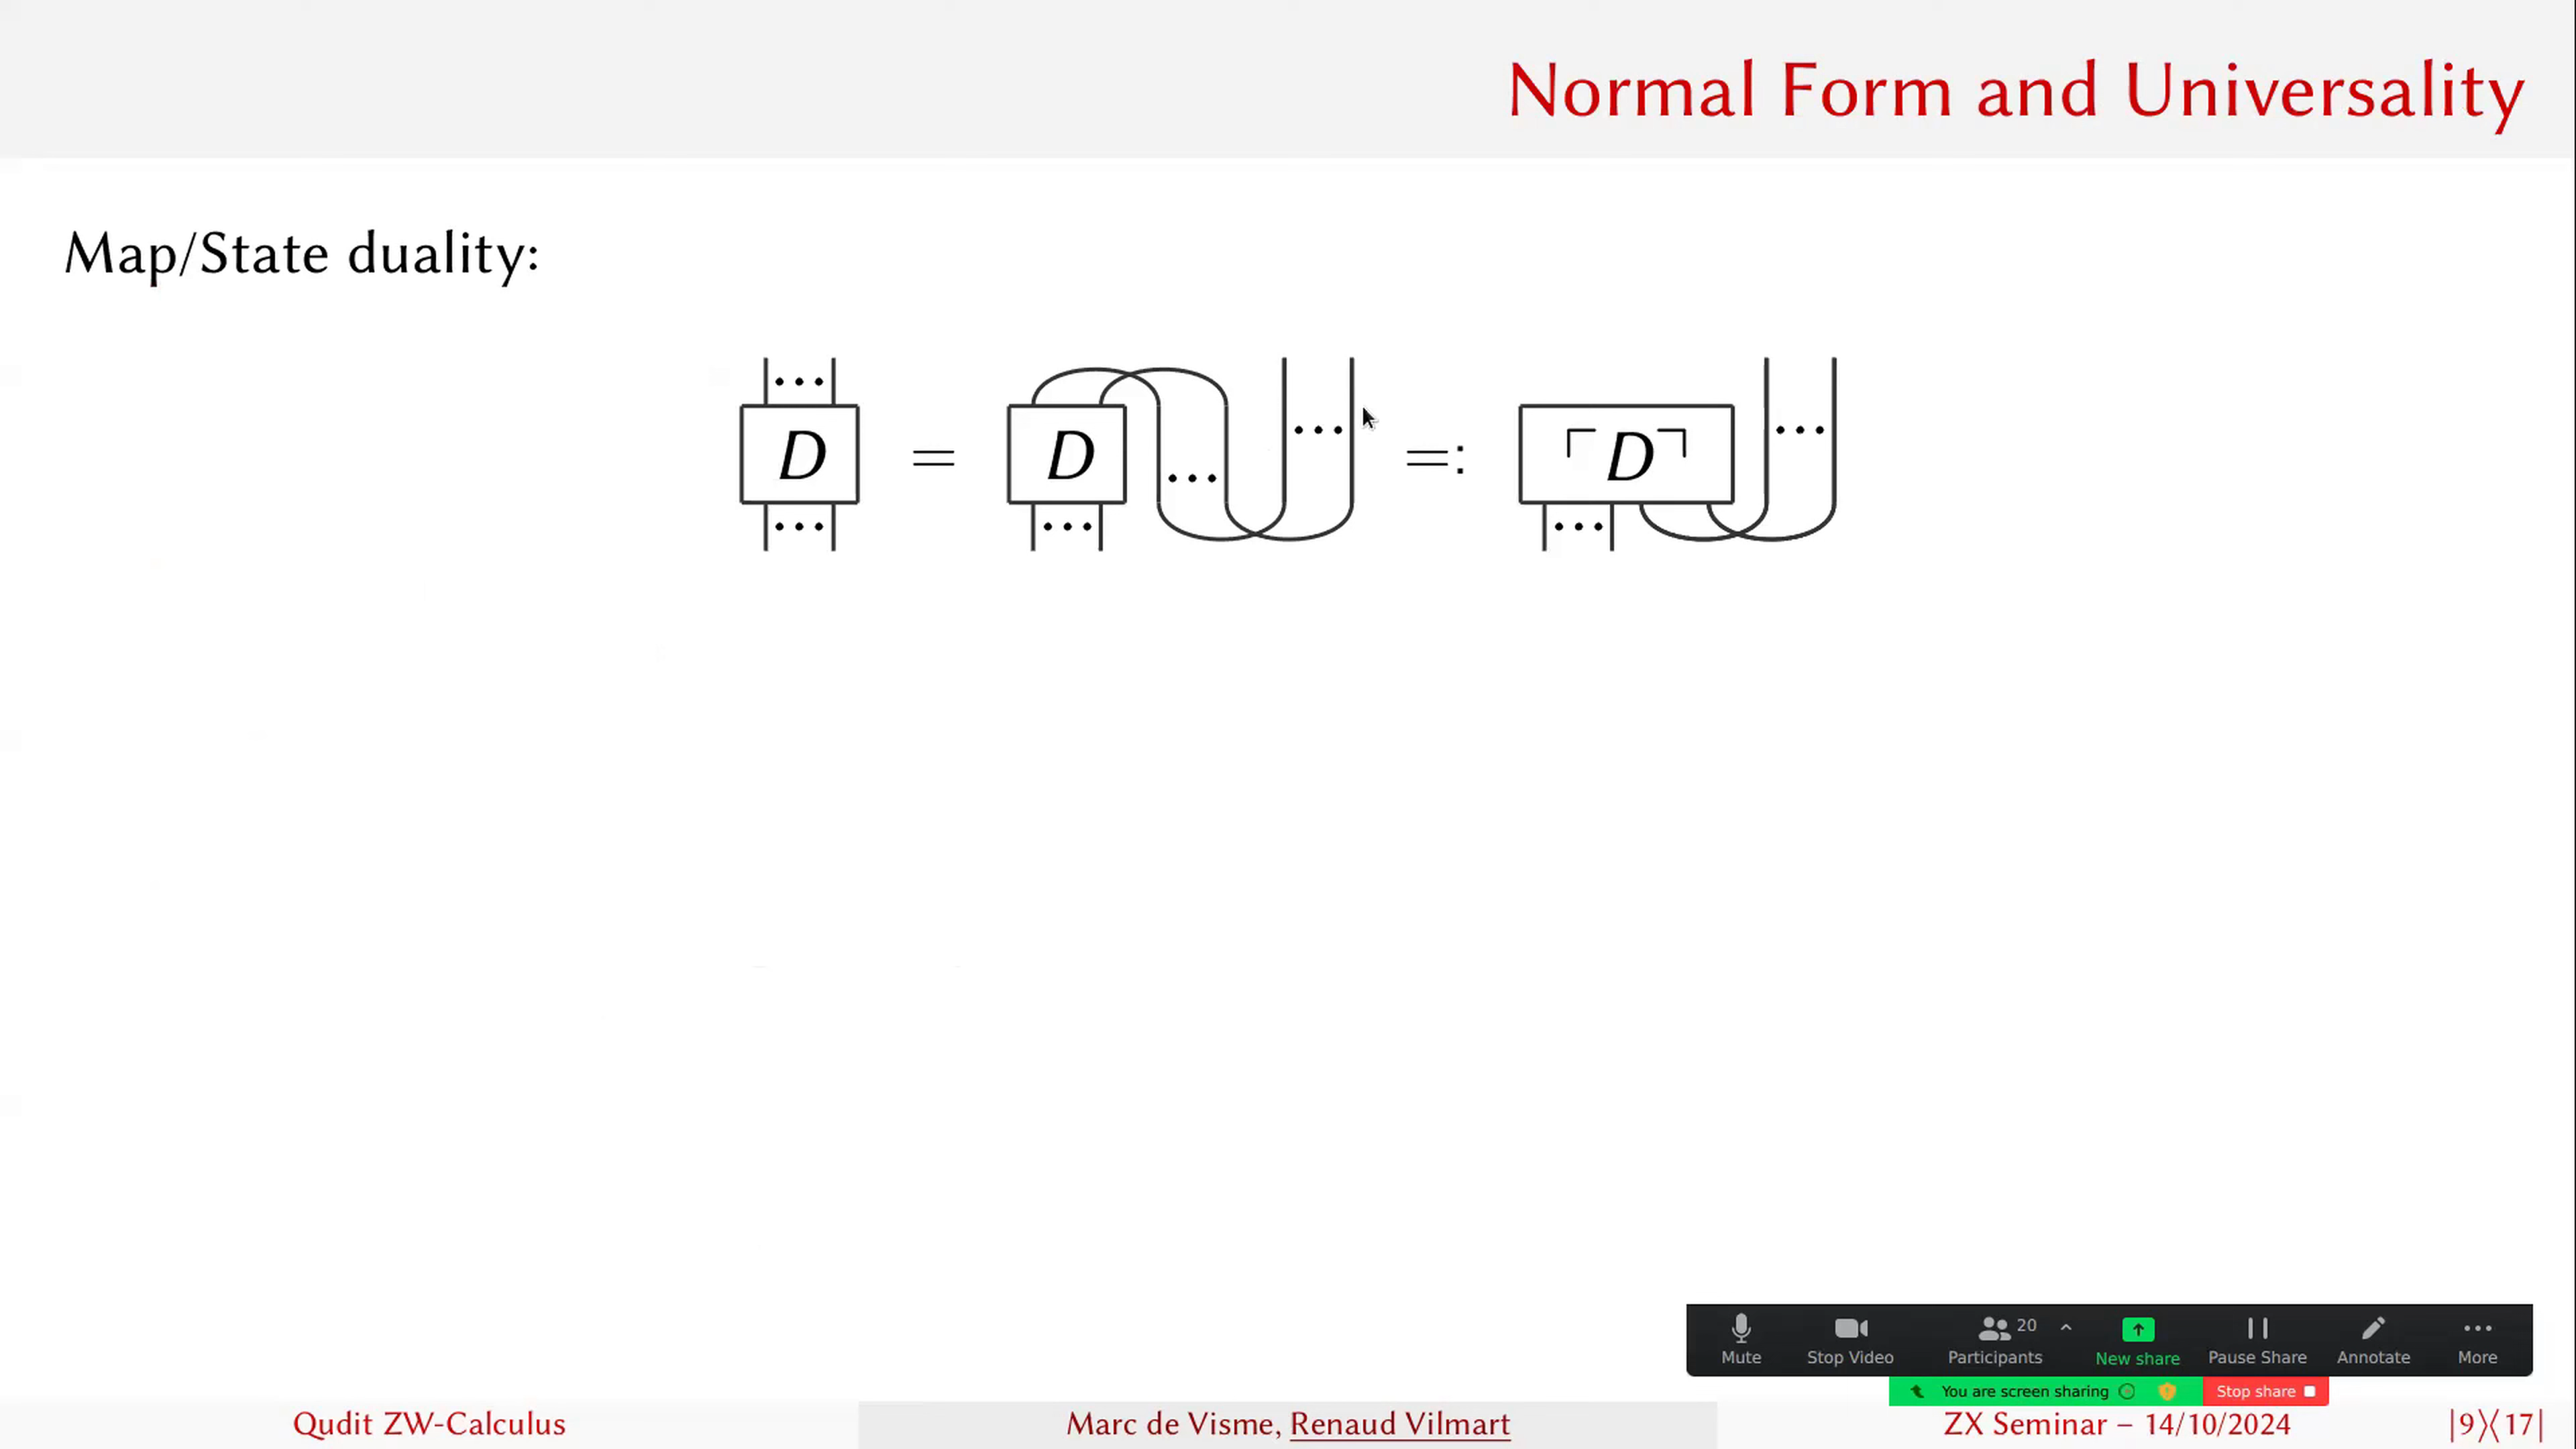 Normal Form and Universality
Map/State duality:
D = D =: ⌜D⌝
Mute Stop Video Participants 20 New share Pause Share Annotate More
You are screen sharing Stop share
Qudit ZW-Calculus Marc de Visme, Renaud Vilmart ZX Seminar – 14/10/2024 |9⟩⟨17|